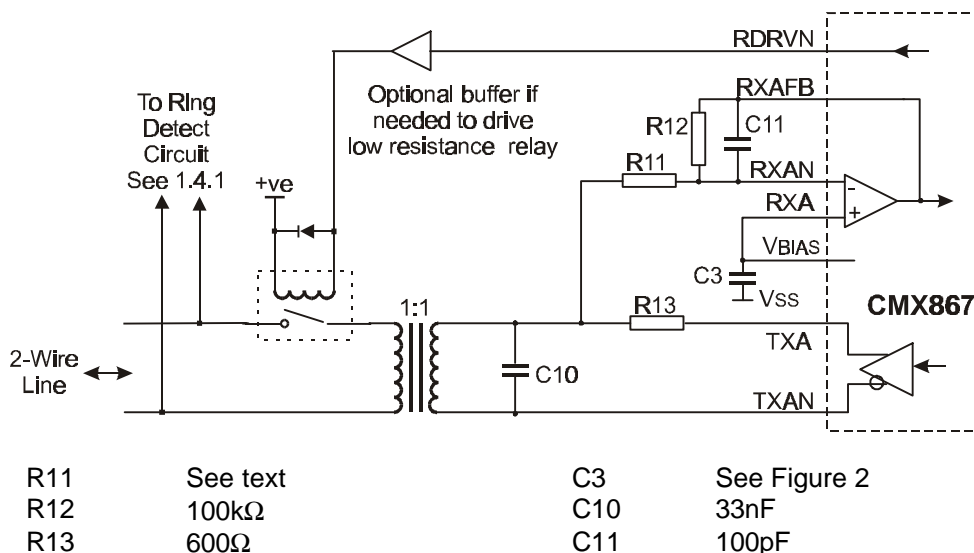 RDRVN
Optional buffer if
needed to drive
low resistance relay
To RIng
Detect
Circuit
See 1.4.1
+ve
RXAFB
R12
C11
R11
RXAN
-
RXA
+
VBIAS
C3
VSS
CMX867
1:1
R13
TXA
2-Wire
Line
C10
TXAN
R11 See text C3 See Figure 2
R12 100kΩ C10 33nF
R13 600Ω C11 100pF